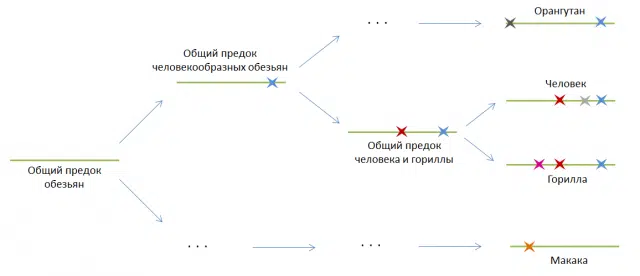 Орангутан
Общий предок
человекообразных обезьян
. . .
Человек
Общий предок
обезьян
Общий предок
человека и гориллы
Горилла
. . .
. . .
Макака